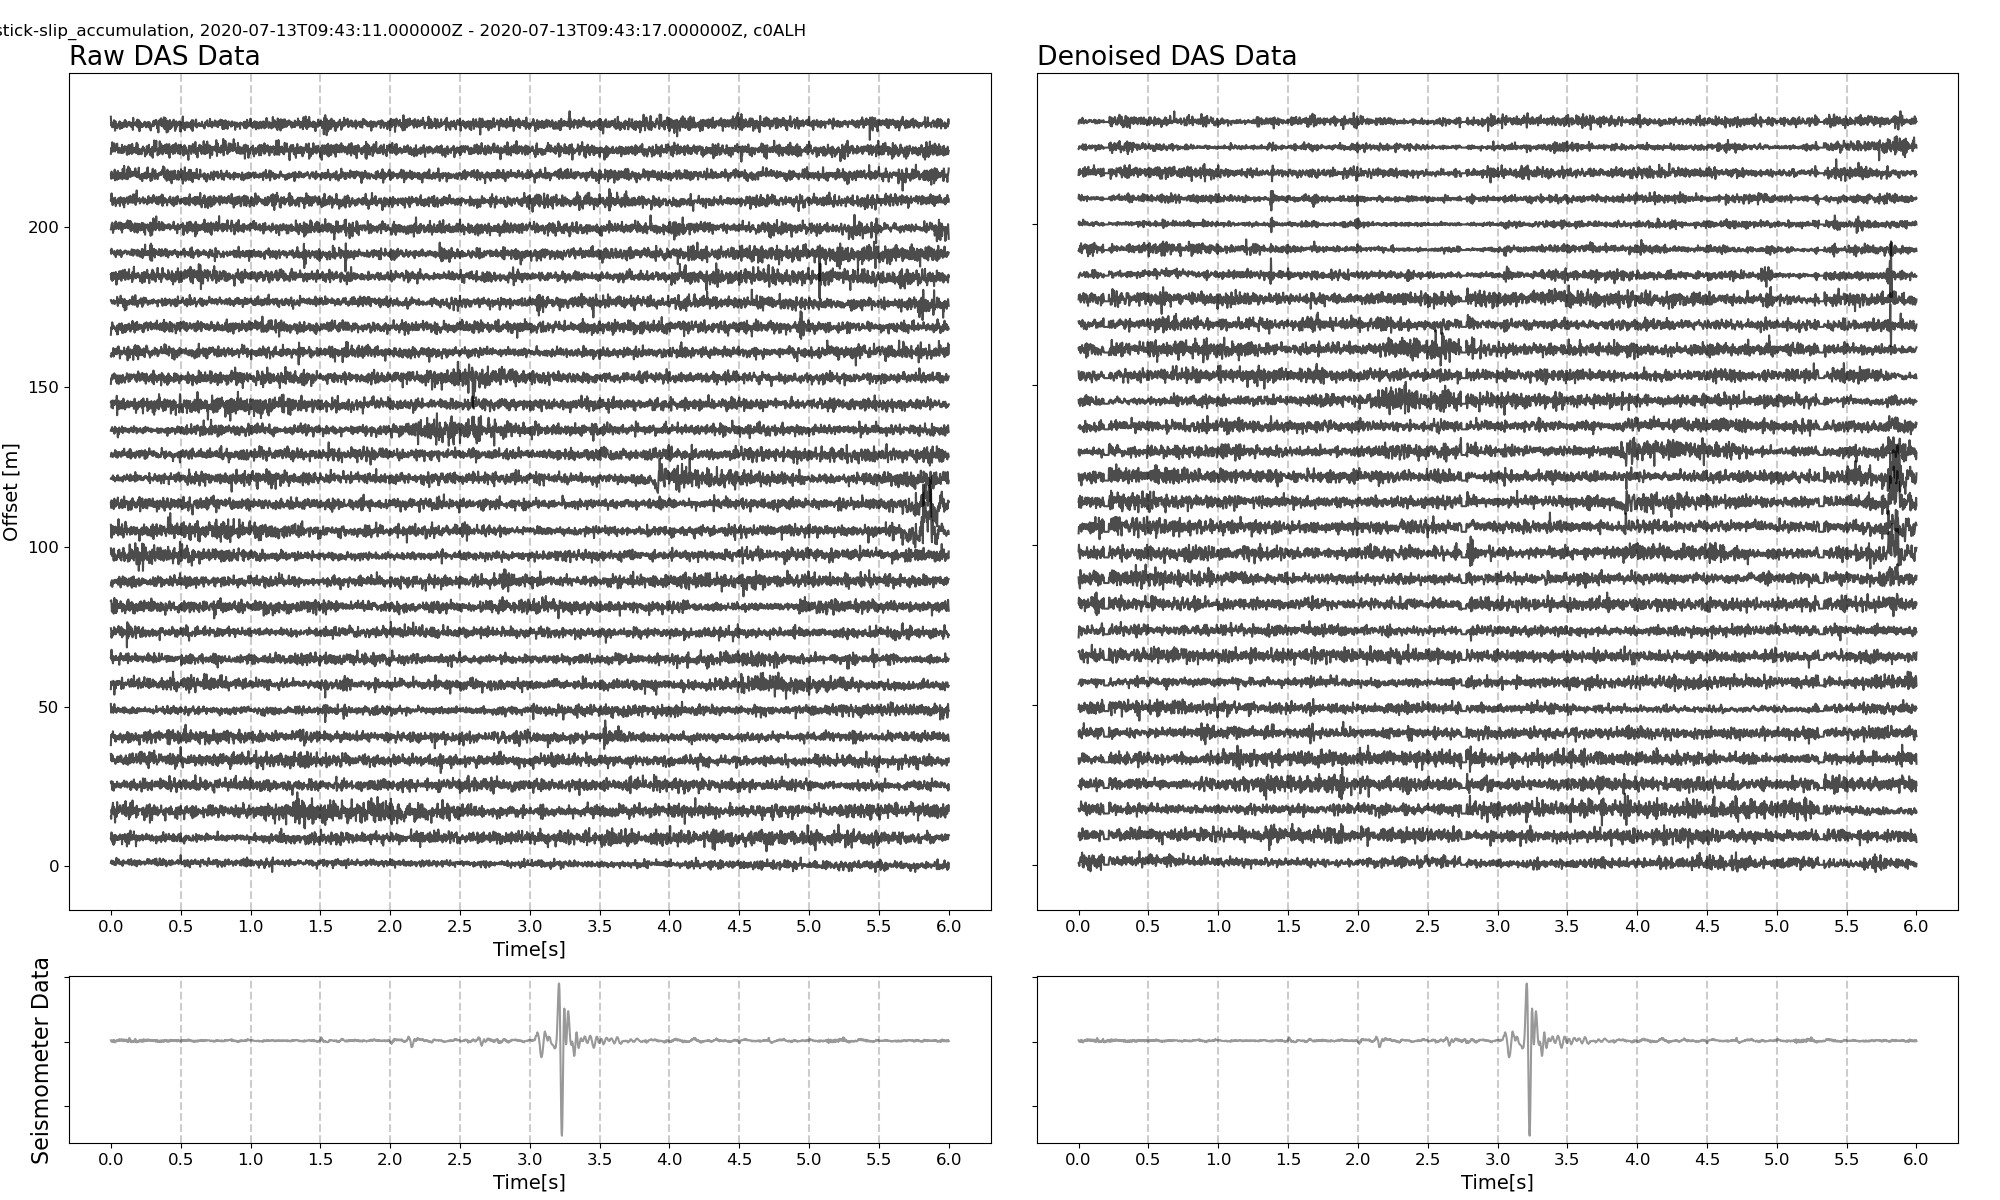 stick-slip_accumulation, 2020-07-13T09:43:11.000000Z - 2020-07-13T09:43:17.000000Z, c0ALH
Raw DAS Data
Denoised DAS Data
Offset [m]
200
150
100
50
0
0.0 0.5 1.0 1.5 2.0 2.5 3.0 3.5 4.0 4.5 5.0 5.5 6.0
Time[s]
0.0 0.5 1.0 1.5 2.0 2.5 3.0 3.5 4.0 4.5 5.0 5.5 6.0
Seismometer Data
0.0 0.5 1.0 1.5 2.0 2.5 3.0 3.5 4.0 4.5 5.0 5.5 6.0
Time[s]
0.0 0.5 1.0 1.5 2.0 2.5 3.0 3.5 4.0 4.5 5.0 5.5 6.0
Time[s]